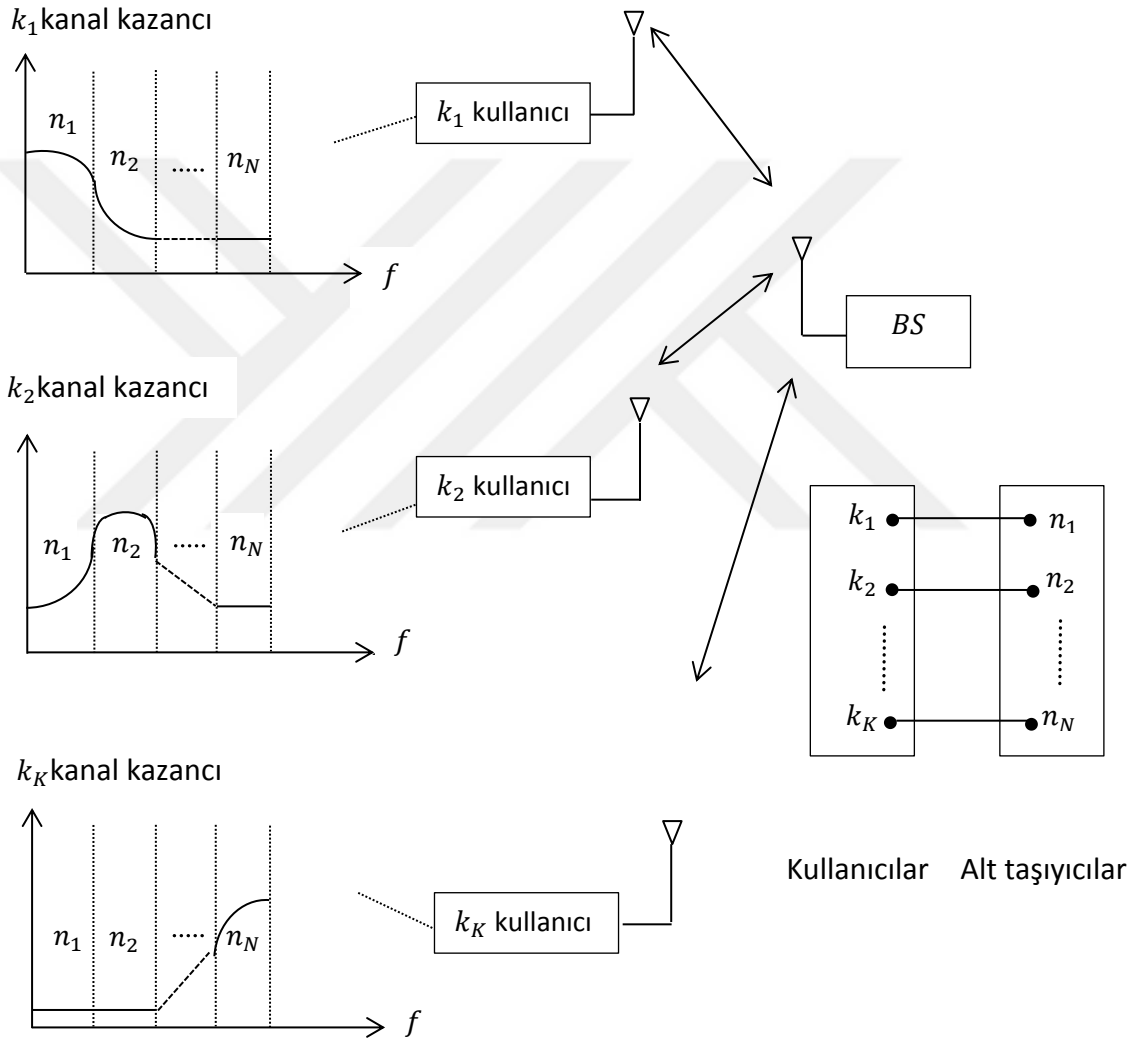 k₁kanal kazancı
n₁ n₂ ..... n_N
f
k₁ kullanıcı
BS
k₂kanal kazancı
n₁ n₂ ..... n_N
f
k₂ kullanıcı
k₁ n₁
k₂ n₂
k_K n_N
Kullanıcılar Alt taşıyıcılar
k_Kkanal kazancı
n₁ n₂ ..... n_N
f
k_K kullanıcı